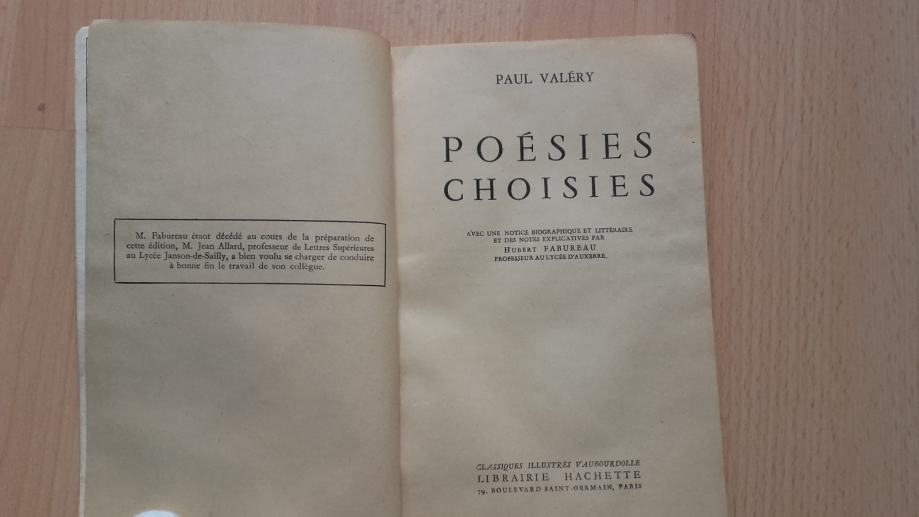 M. Fabureau étant décédé au cours de la préparation de
cette édition, M. Jean Allard, professeur de Lettres Supérieures
au Lycée Janson-de-Sailly, a bien voulu se charger de conduire
à bonne fin le travail de son collègue.
PAUL VALÉRY
POÉSIES
CHOISIES
AVEC UNE NOTICE BIOGRAPHIQUE ET LITTÉRAIRE
ET DES NOTES EXPLICATIVES PAR
HUBERT FABUREAU
PROFESSEUR AU LYCÉE D'AUXERRE.
CLASSIQUES ILLUSTRÉS VAUBOURDOLLE
LIBRAIRIE HACHETTE
79, BOULEVARD SAINT-GERMAIN, PARIS